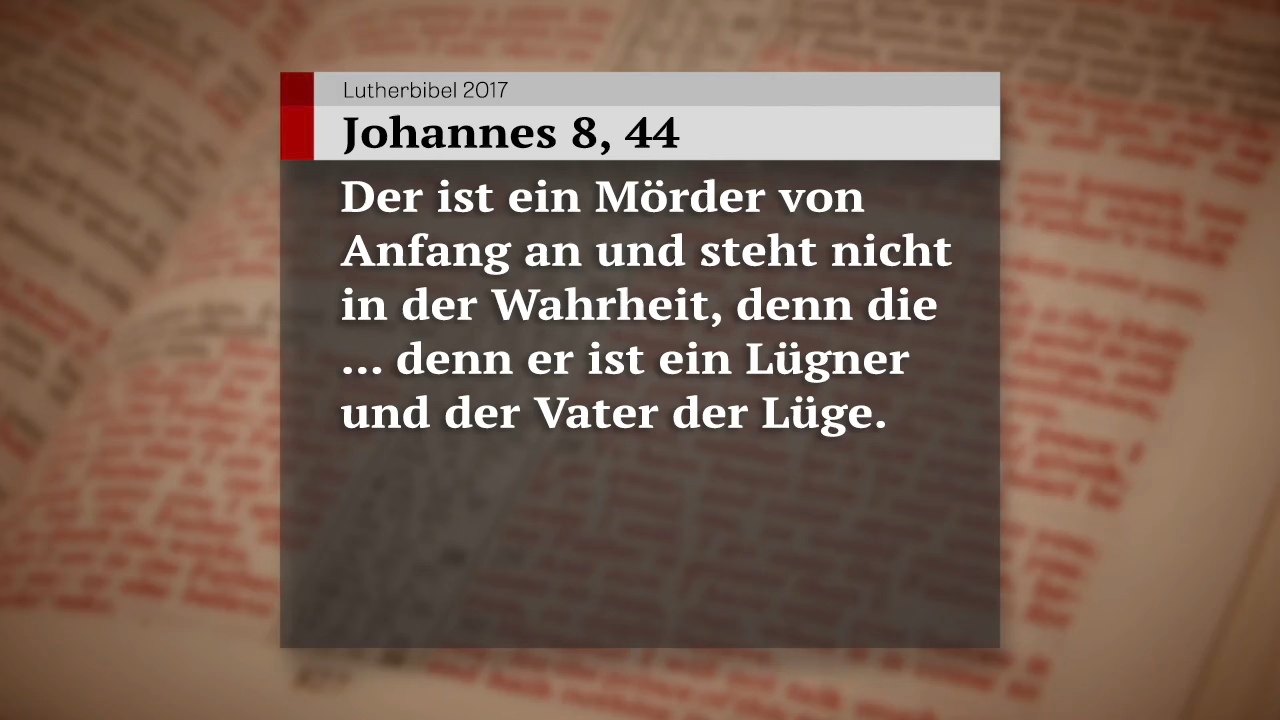 Lutherbibel 2017
Johannes 8, 44
Der ist ein Mörder von
Anfang an und steht nicht
in der Wahrheit, denn die
... denn er ist ein Lügner
und der Vater der Lüge.